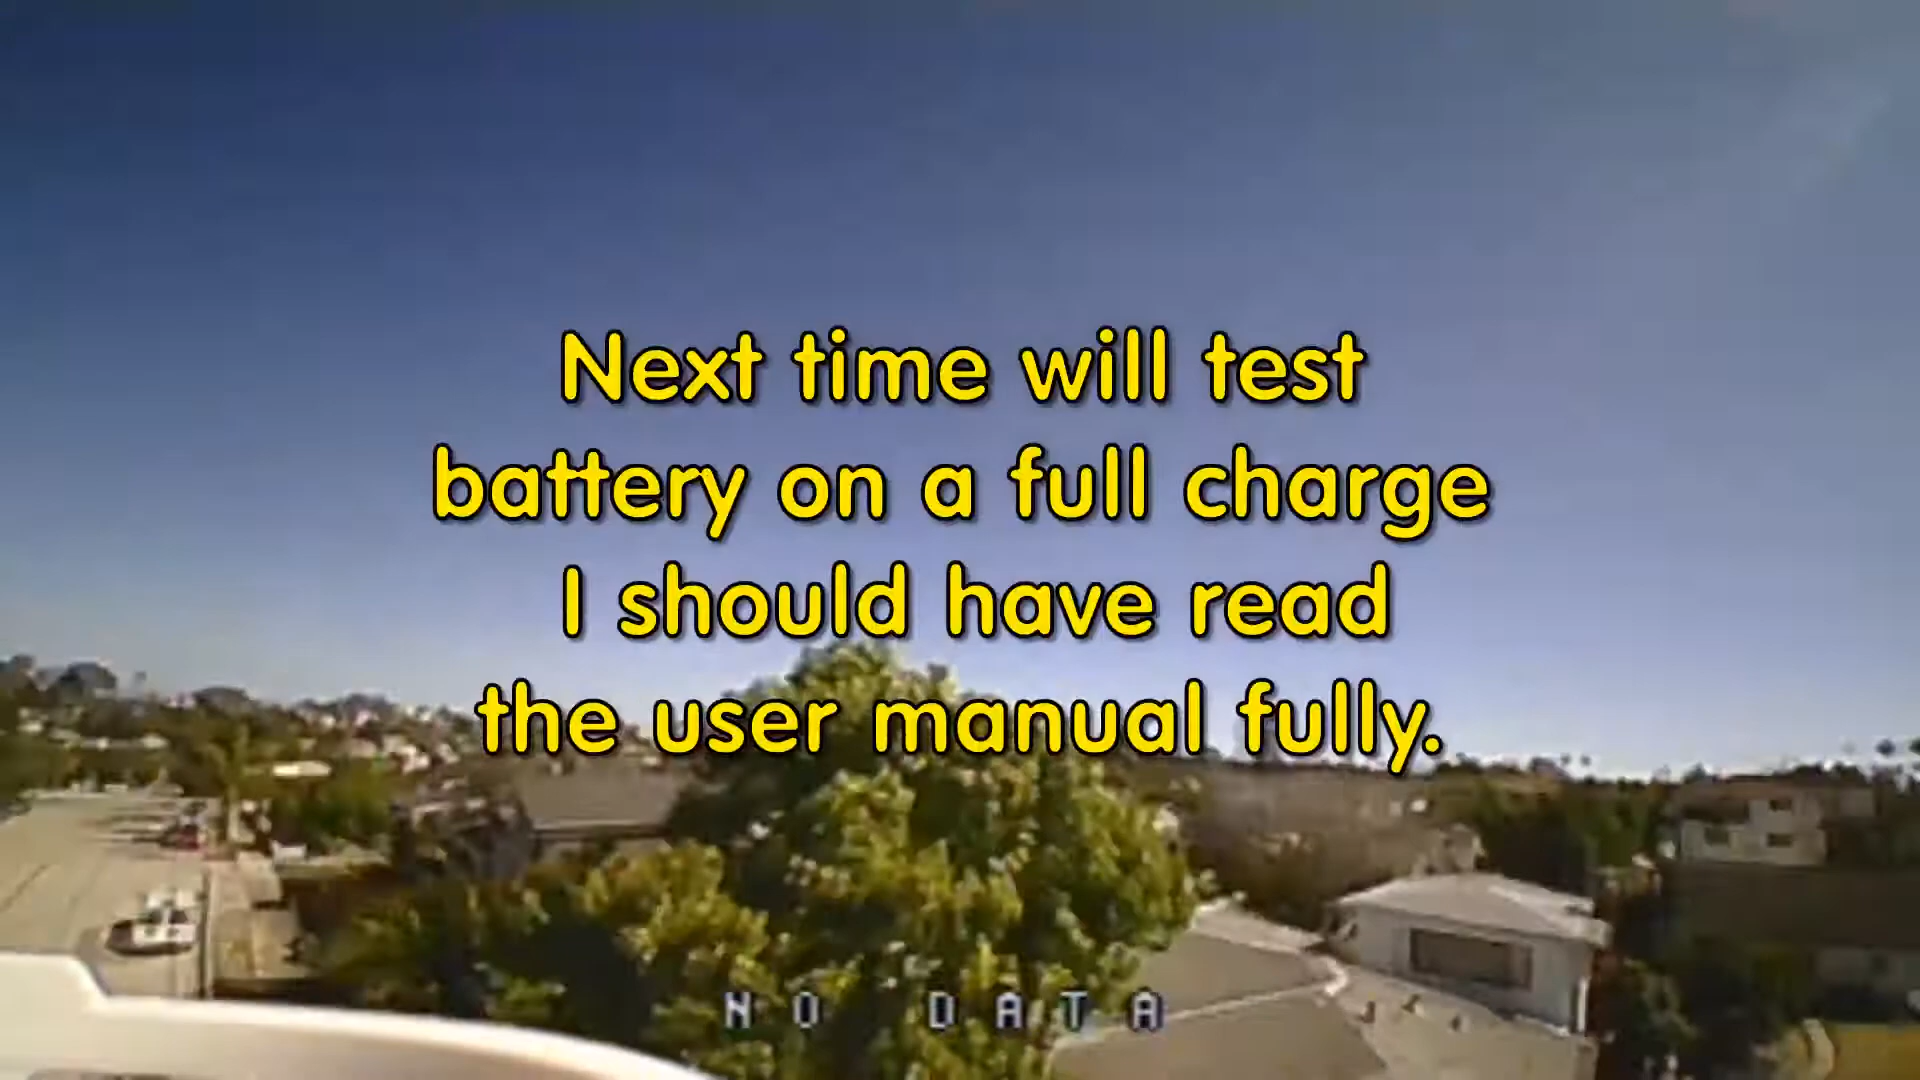 Next time will test
battery on a full charge
I should have read
the user manual fully.
NO DATA